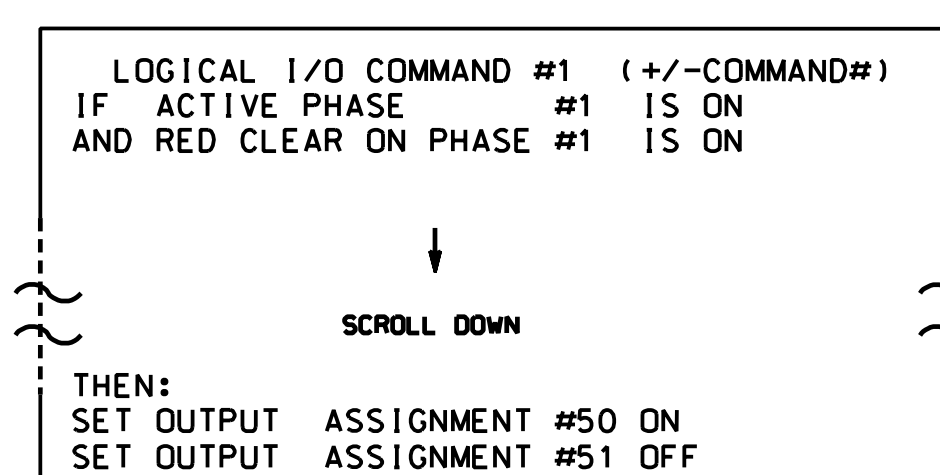 LOGICAL I/O COMMAND #1 (+/-COMMAND#)
IF ACTIVE PHASE #1 IS ON
AND RED CLEAR ON PHASE #1 IS ON
SCROLL DOWN
THEN:
SET OUTPUT ASSIGNMENT #50 ON
SET OUTPUT ASSIGNMENT #51 OFF